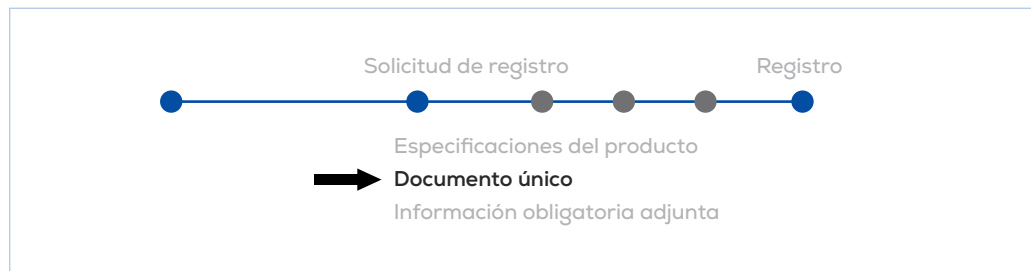 Solicitud de registro
Registro
Especificaciones del producto
Documento único
Información obligatoria adjunta